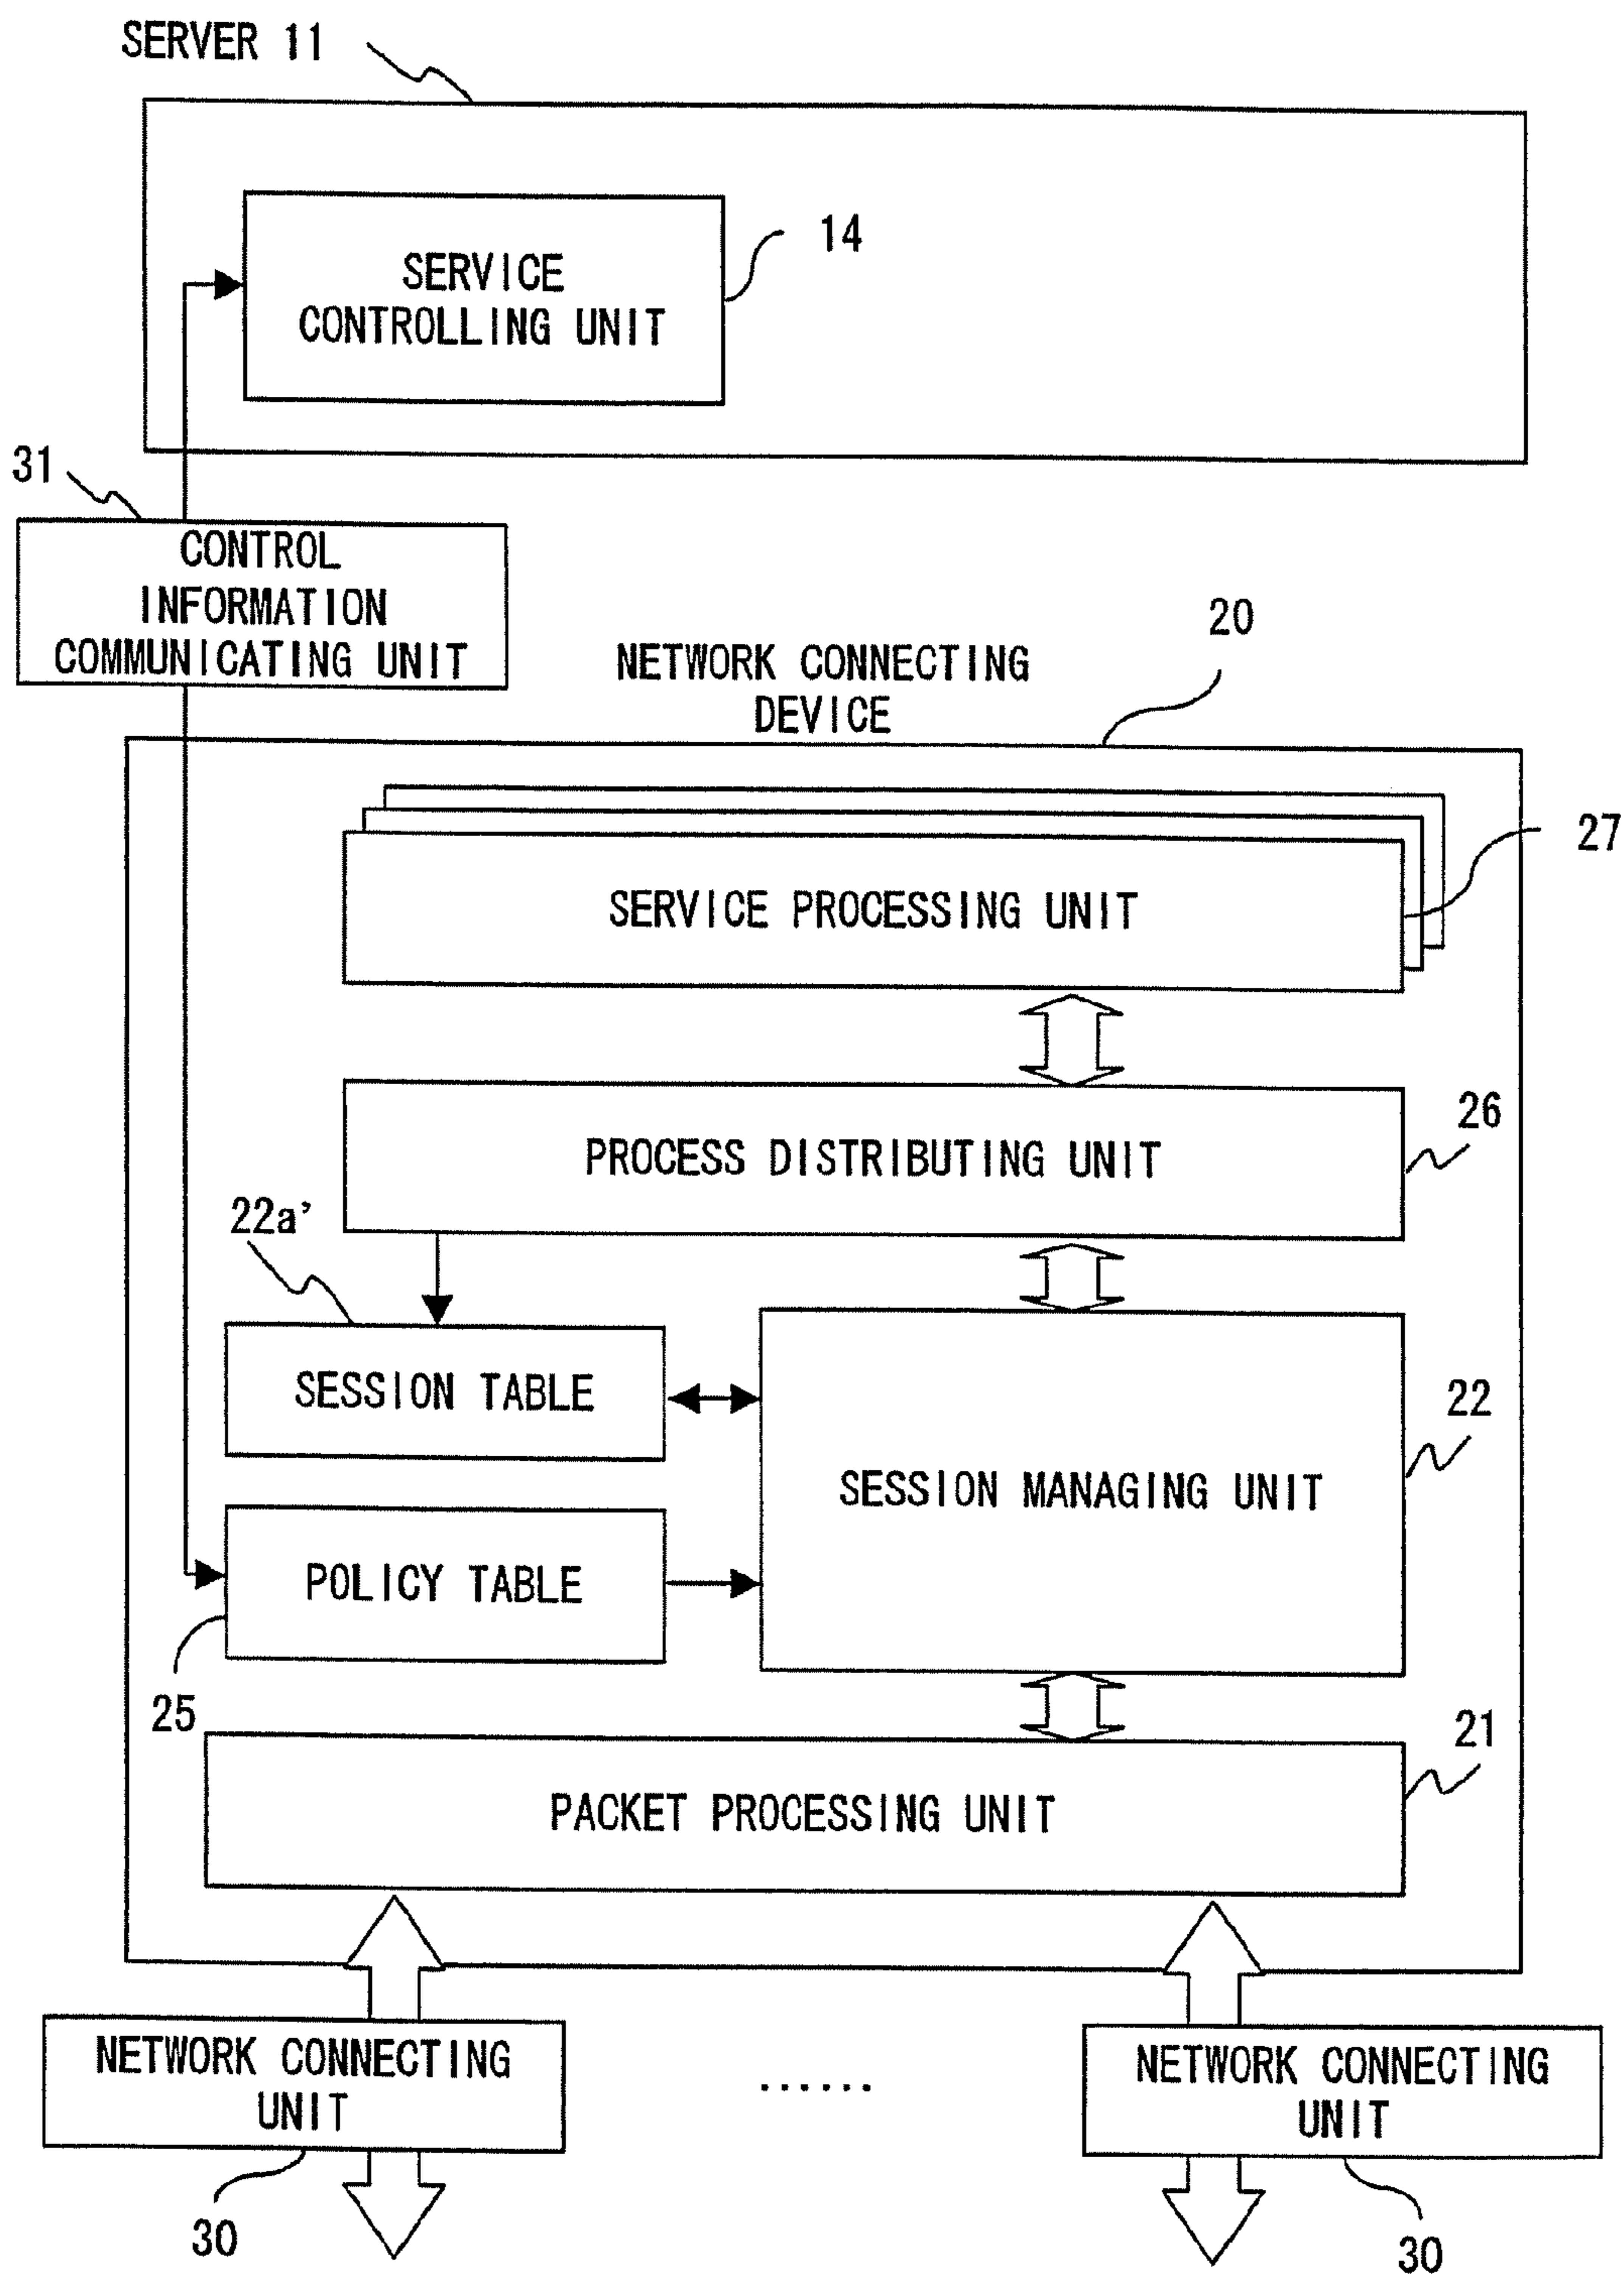 SERVER 11
14
SERVICE
CONTROLLING UNIT
31
CONTROL
INFORMATION
COMMUNICATING UNIT
20
NETWORK CONNECTING
DEVICE
27
SERVICE PROCESSING UNIT
26
PROCESS DISTRIBUTING UNIT
22a'
SESSION TABLE
22
SESSION MANAGING UNIT
POLICY TABLE
25
21
PACKET PROCESSING UNIT
NETWORK CONNECTING
UNIT
......
NETWORK CONNECTING
UNIT
30
30